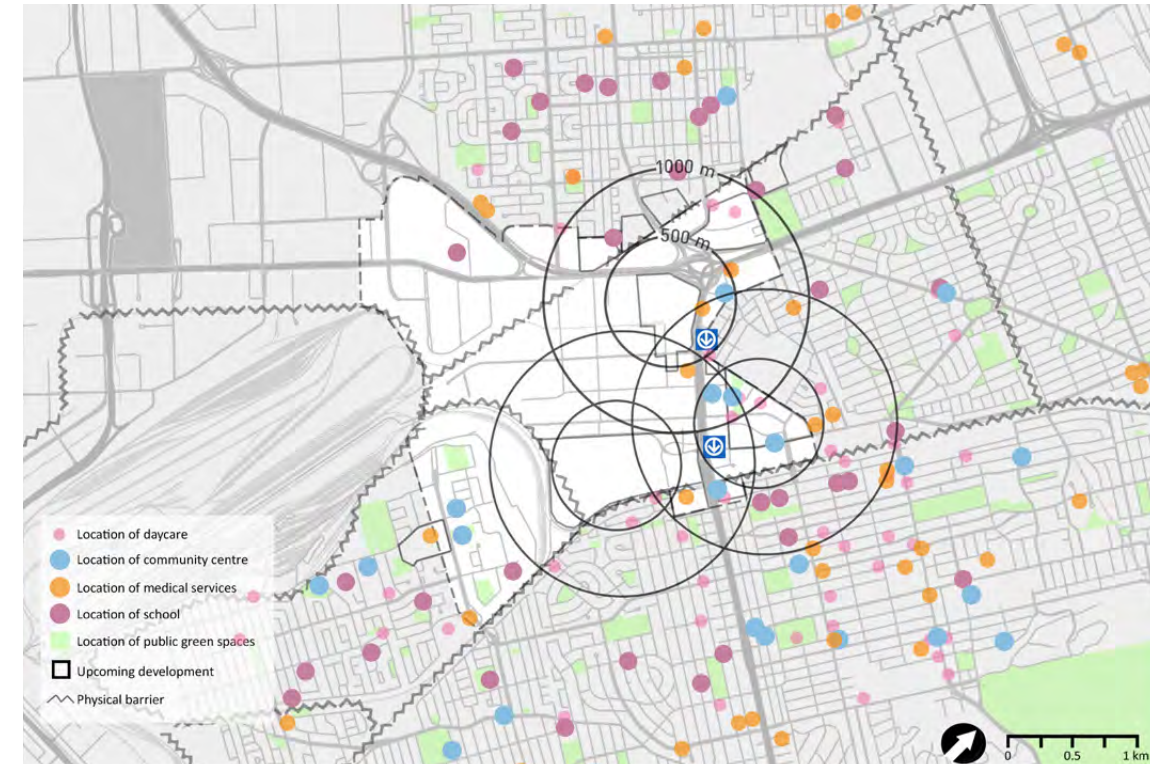 1000 m
500 m
Location of daycare
Location of community centre
Location of medical services
Location of school
Location of public green spaces
Upcoming development
Physical barrier
0 0.5 1 km